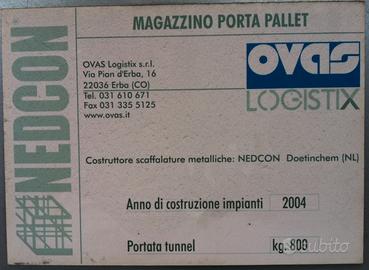 NEDCON
MAGAZZINO PORTA PALLET
OVAS Logistix s.r.l.
Via Pian d'Erba, 16
22036 Erba (CO)
Tel. 031 610 671
Fax 031 335 5125
www.ovas.it
ovas
LOGISTIX
Costruttore scaffalature metalliche: NEDCON Doetinchem (NL)
Anno di costruzione impianti 2004
Portata tunnel kg. 800
subito